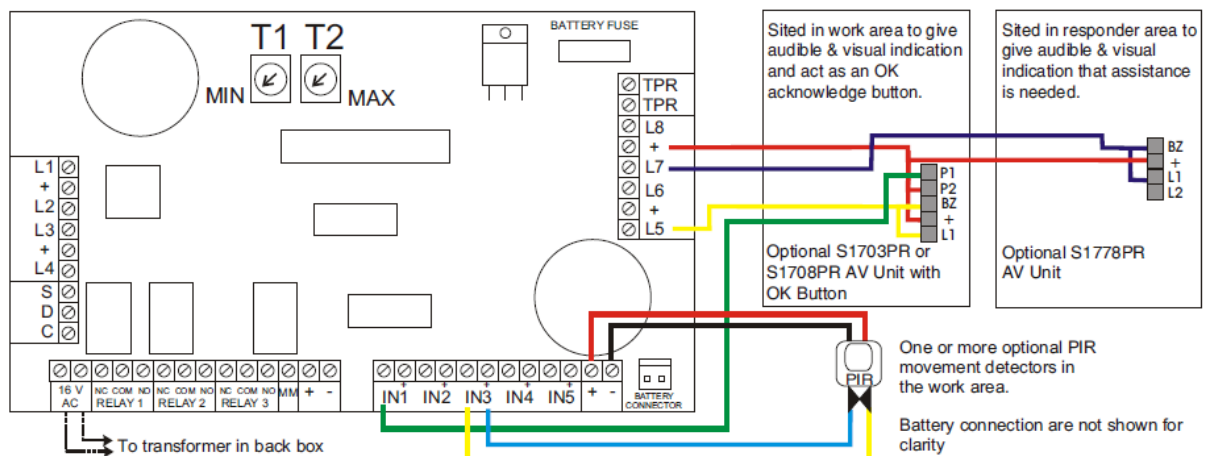 T1 T2
MIN
MAX
BATTERY FUSE
TPR
TPR
L8
+
L7
L6
+
L5
L1
+
L2
L3
+
L4
S
D
C
16 V
AC
NC COM NO
RELAY 1
NC COM NO
RELAY 2
NC COM NO
RELAY 3
MM
+
-
IN1
+
IN2
+
IN3
+
IN4
+
IN5
+
+
-
BATTERY
CONNECTOR
To transformer in back box
Sited in work area to give
audible & visual indication
and act as an OK
acknowledge button.
P1
P2
BZ
+
L1
Optional S1703PR or
S1708PR AV Unit with
OK Button
Sited in responder area to
give audible & visual
indication that assistance
is needed.
BZ
+
L1
L2
Optional S1778PR
AV Unit
PIR
One or more optional PIR
movement detectors in
the work area.
Battery connection are not shown for
clarity